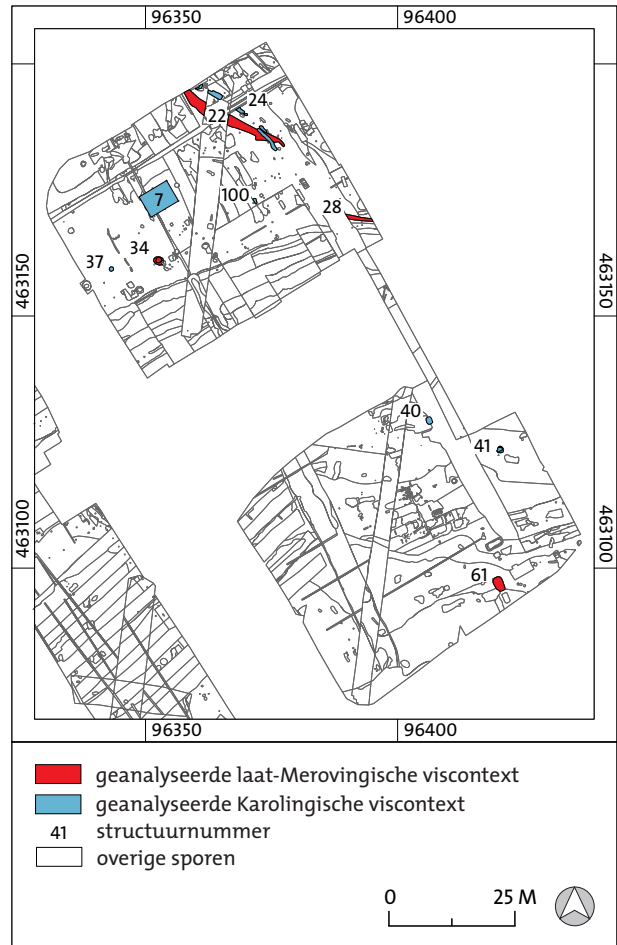 96350 96400
24
22
7
100
28
34
37
463150 463150
40
41
463100 463100
61
96350 96400
geanalyseerde laat-Merovingische viscontext
geanalyseerde Karolingische viscontext
41 structuurnummer
overige sporen
0 25 M